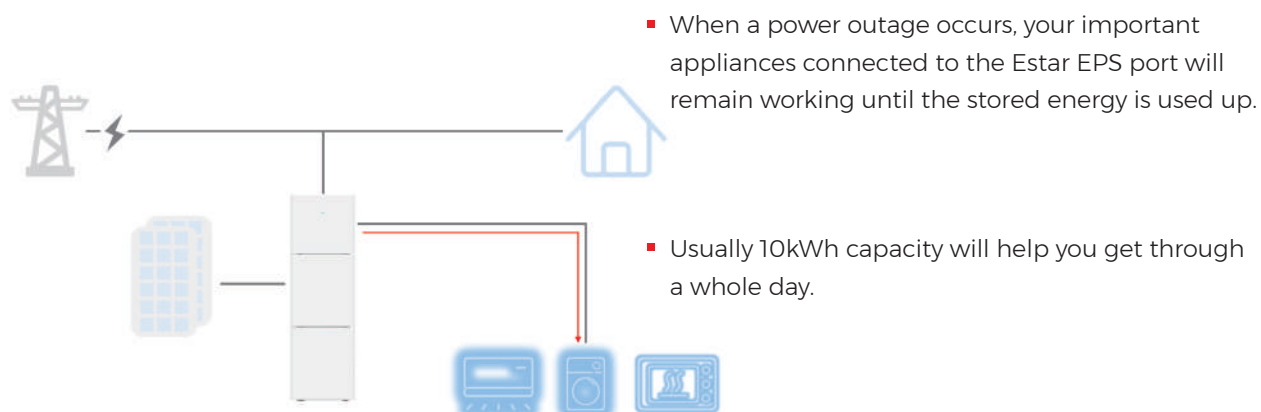 When a power outage occurs, your important
appliances connected to the Estar EPS port will
remain working until the stored energy is used up.
Usually 10kWh capacity will help you get through
a whole day.